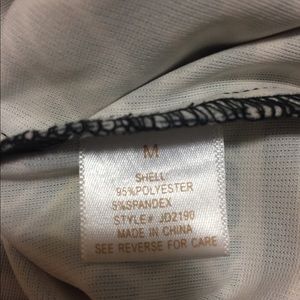 M
SHELL:
95%POLYESTER
5%SPANDEX
STYLE# JD2190
MADE IN CHINA
SEE REVERSE FOR CARE